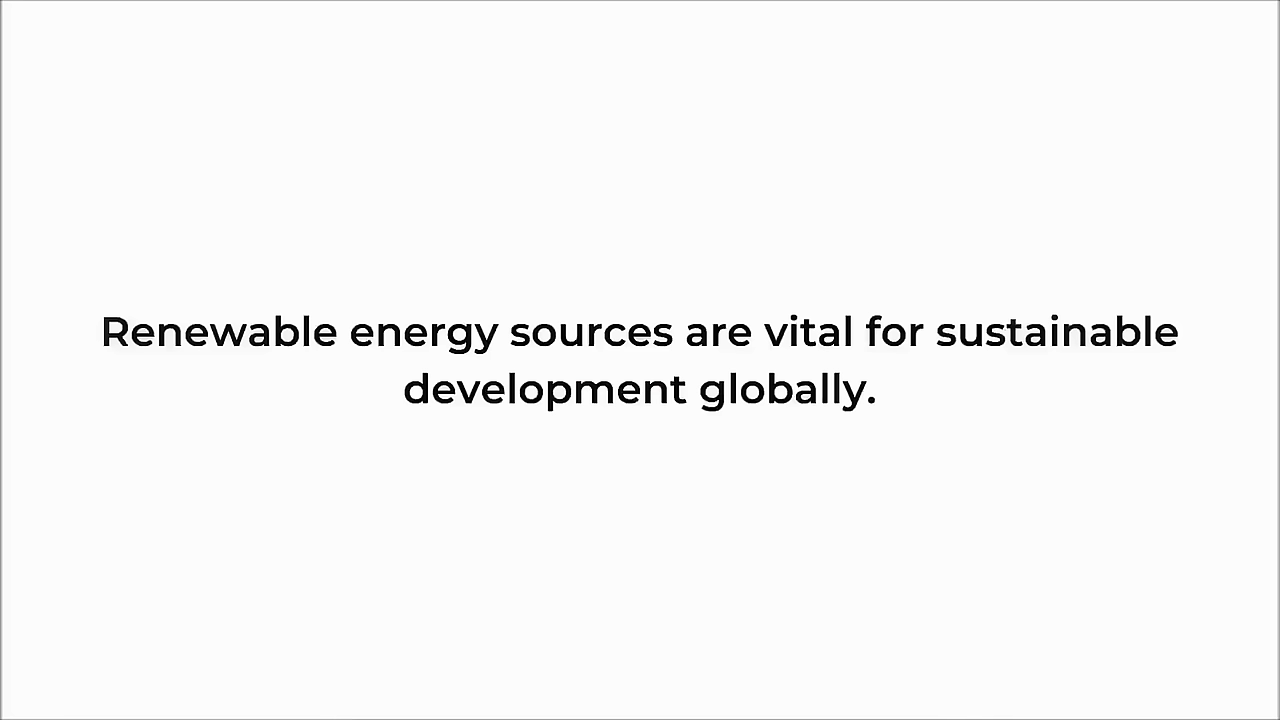 Renewable energy sources are vital for sustainable
development globally.